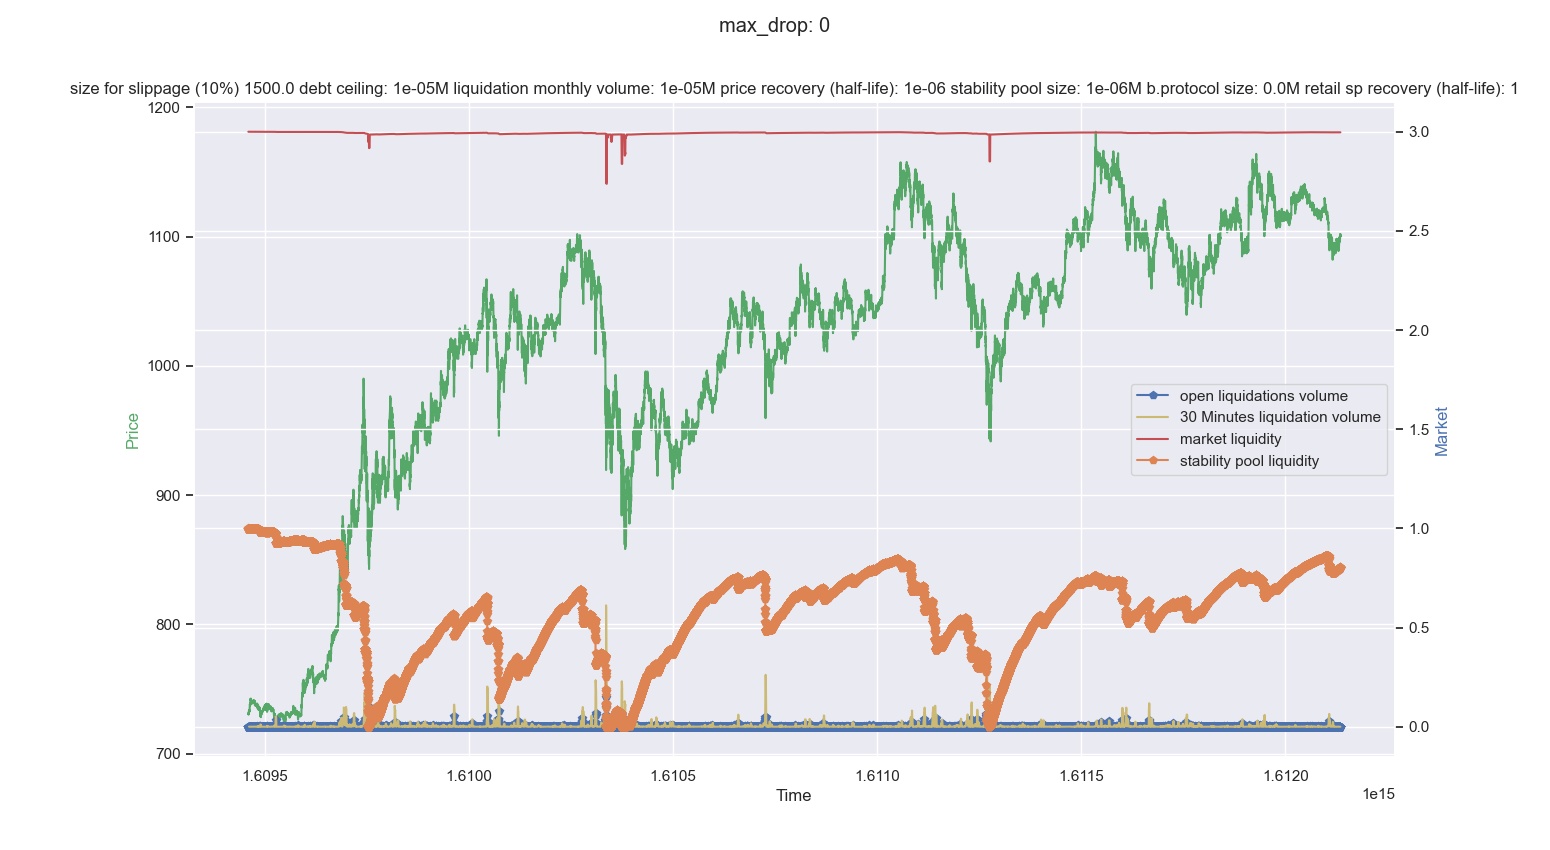 max_drop: 0
size for slippage (10%) 1500.0 debt ceiling: 1e-05M liquidation monthly volume: 1e-05M price recovery (half-life): 1e-06 stability pool size: 1e-06M b.protocol size: 0.0M retail sp recovery (half-life): 1
1200
1100
1000
900
800
700
Price
3.0
2.5
2.0
1.5
1.0
0.5
0.0
Market
open liquidations volume
30 Minutes liquidation volume
market liquidity
stability pool liquidity
1.6095 1.6100 1.6105 1.6110 1.6115 1.6120
Time
1e15